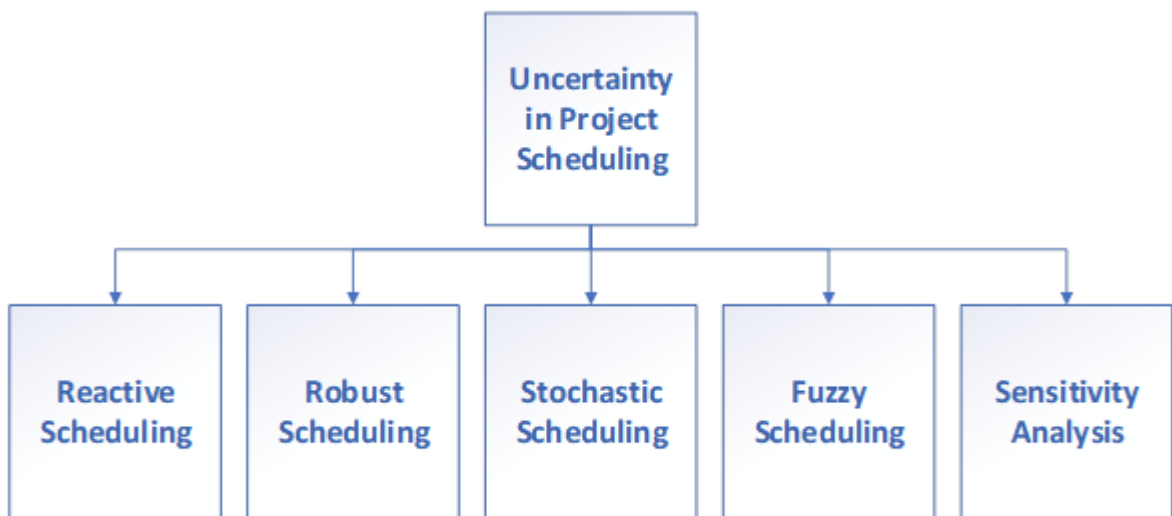 Uncertainty
in Project
Scheduling
Reactive
Scheduling
Robust
Scheduling
Stochastic
Scheduling
Fuzzy
Scheduling
Sensitivity
Analysis